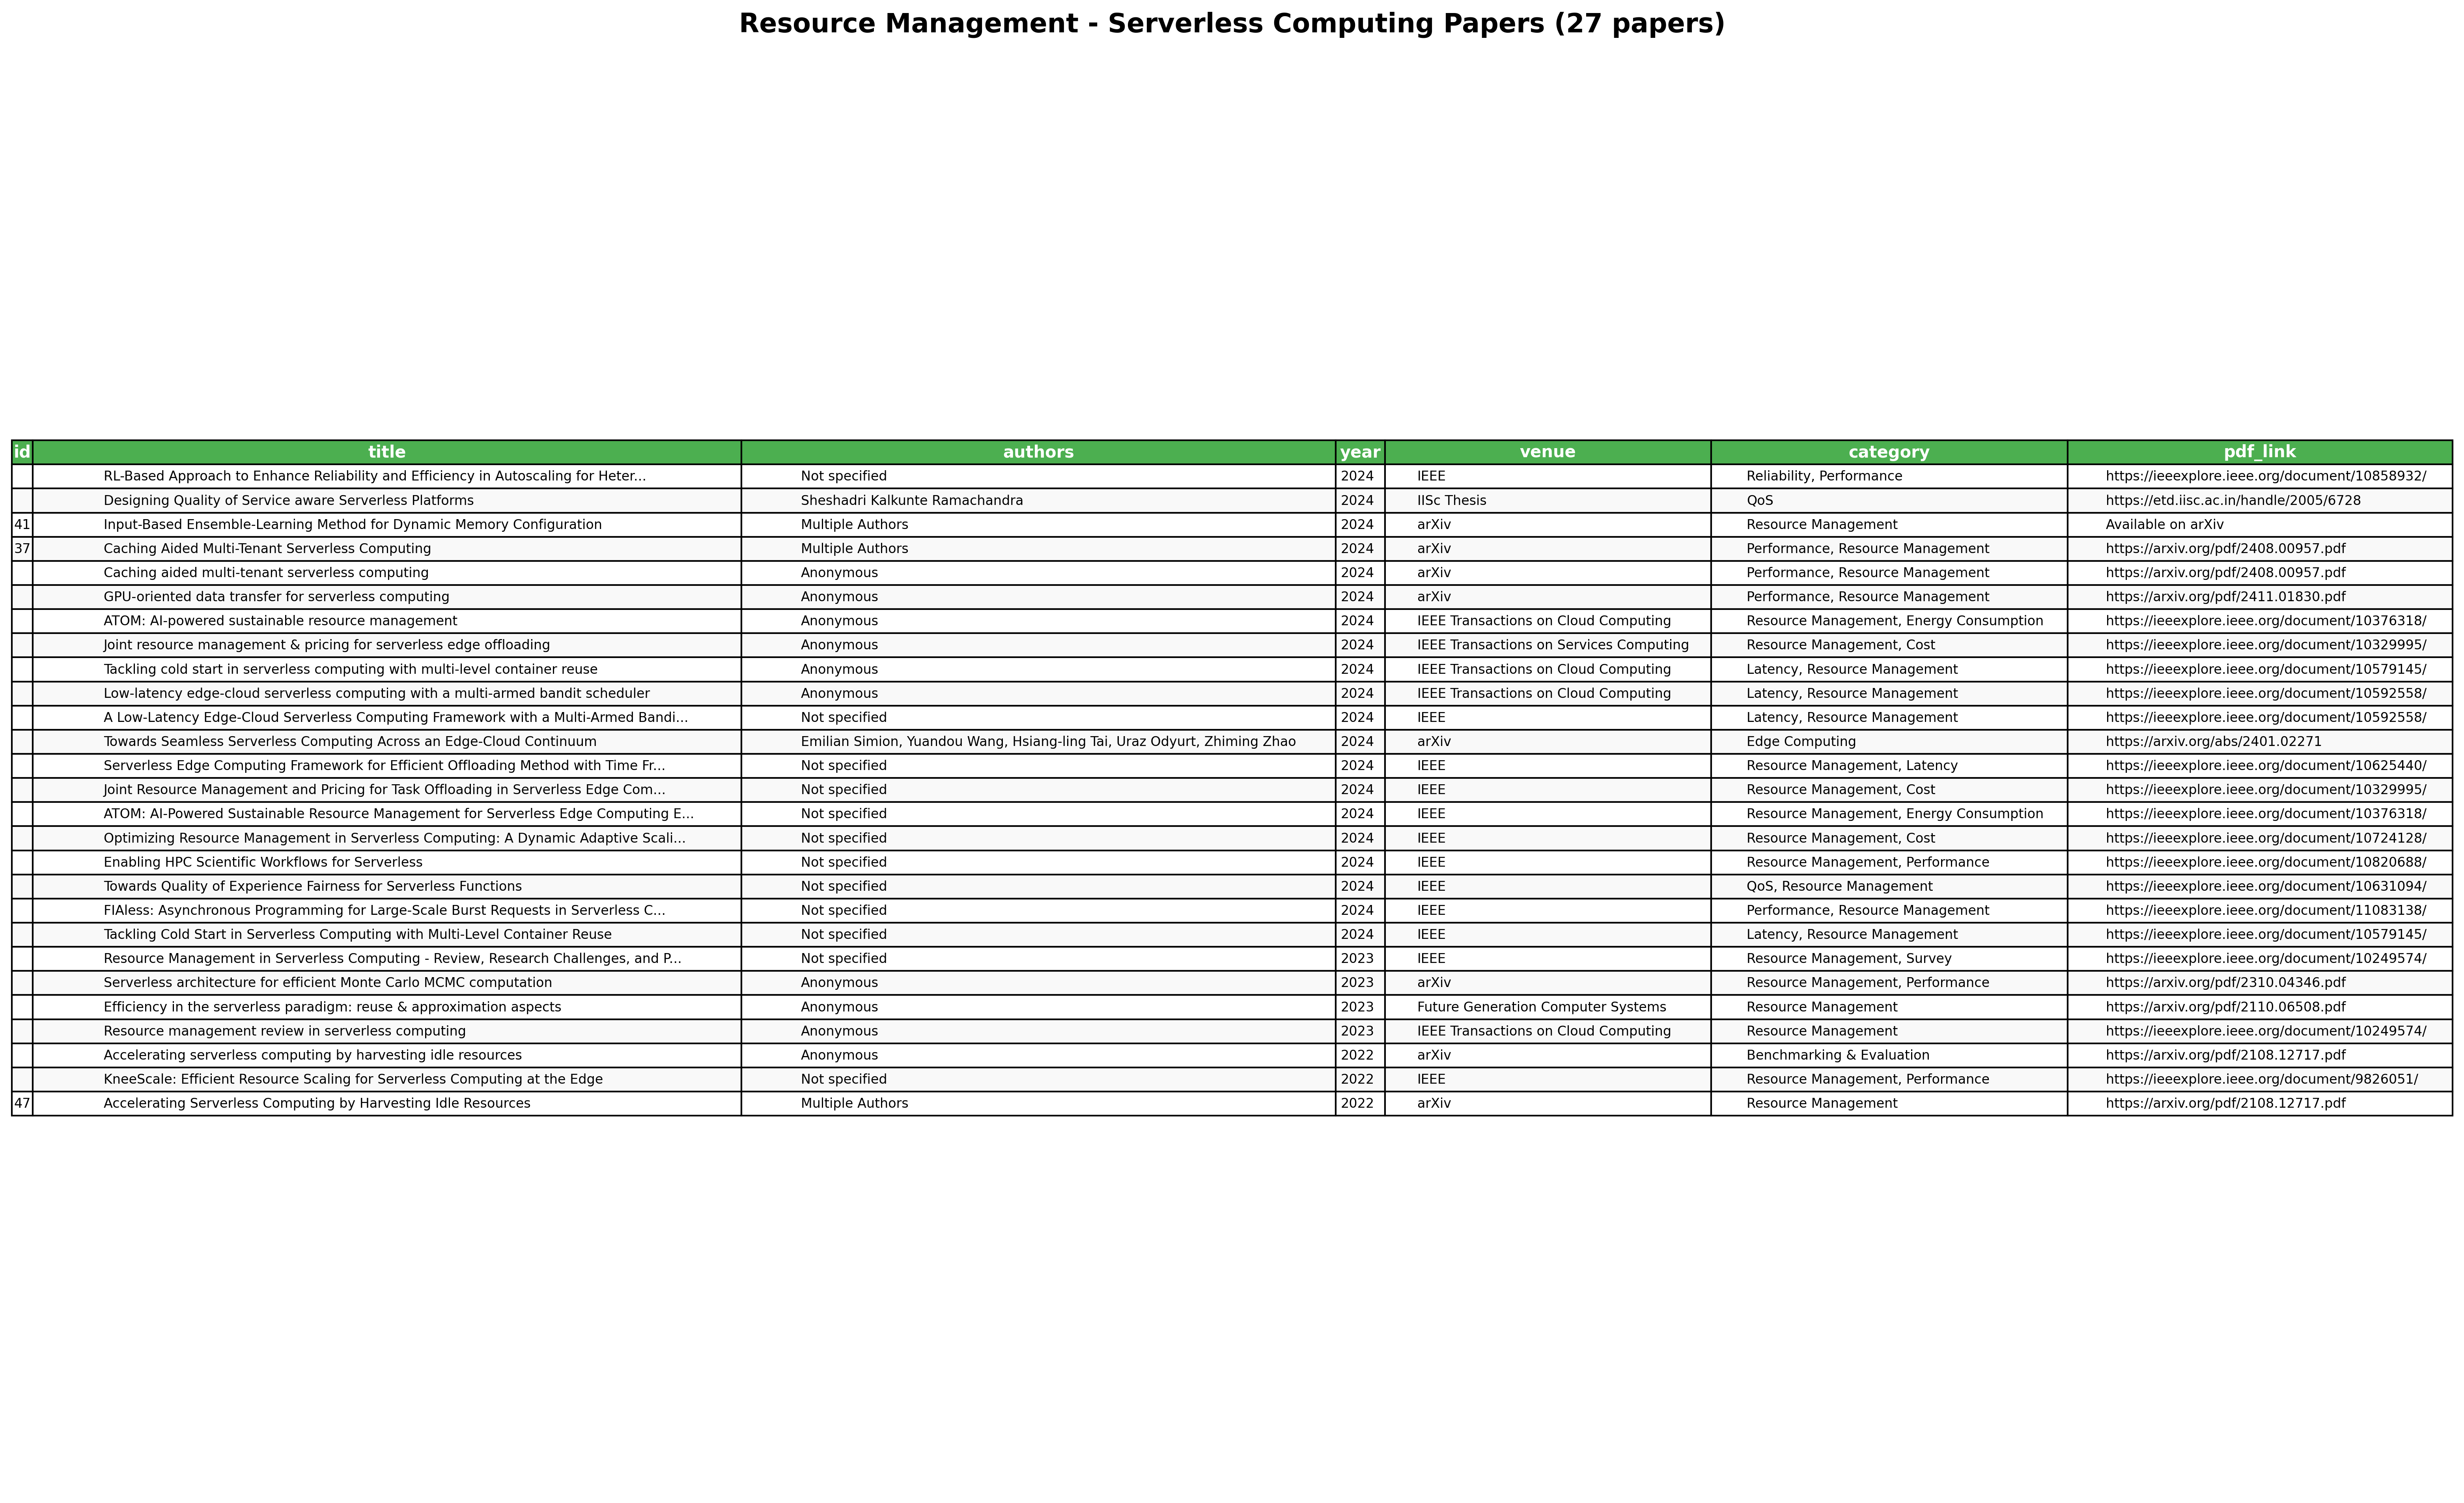 Resource Management - Serverless Computing Papers (27 papers)
id title authors year venue category pdf_link
RL-Based Approach to Enhance Reliability and Efficiency in Autoscaling for Heter... Not specified 2024 IEEE Reliability, Performance https://ieeexplore.ieee.org/document/10858932/
Designing Quality of Service aware Serverless Platforms Sheshadri Kalkunte Ramachandra 2024 IISc Thesis QoS https://etd.iisc.ac.in/handle/2005/6728
41 Input-Based Ensemble-Learning Method for Dynamic Memory Configuration Multiple Authors 2024 arXiv Resource Management Available on arXiv
37 Caching Aided Multi-Tenant Serverless Computing Multiple Authors 2024 arXiv Performance, Resource Management https://arxiv.org/pdf/2408.00957.pdf
Caching aided multi-tenant serverless computing Anonymous 2024 arXiv Performance, Resource Management https://arxiv.org/pdf/2408.00957.pdf
GPU-oriented data transfer for serverless computing Anonymous 2024 arXiv Performance, Resource Management https://arxiv.org/pdf/2411.01830.pdf
ATOM: AI-powered sustainable resource management Anonymous 2024 IEEE Transactions on Cloud Computing Resource Management, Energy Consumption https://ieeexplore.ieee.org/document/10376318/
Joint resource management & pricing for serverless edge offloading Anonymous 2024 IEEE Transactions on Services Computing Resource Management, Cost https://ieeexplore.ieee.org/document/10329995/
Tackling cold start in serverless computing with multi-level container reuse Anonymous 2024 IEEE Transactions on Cloud Computing Latency, Resource Management https://ieeexplore.ieee.org/document/10579145/
Low-latency edge-cloud serverless computing with a multi-armed bandit scheduler Anonymous 2024 IEEE Transactions on Cloud Computing Latency, Resource Management https://ieeexplore.ieee.org/document/10592558/
A Low-Latency Edge-Cloud Serverless Computing Framework with a Multi-Armed Bandi... Not specified 2024 IEEE Latency, Resource Management https://ieeexplore.ieee.org/document/10592558/
Towards Seamless Serverless Computing Across an Edge-Cloud Continuum Emilian Simion, Yuandou Wang, Hsiang-ling Tai, Uraz Odyurt, Zhiming Zhao 2024 arXiv Edge Computing https://arxiv.org/abs/2401.02271
Serverless Edge Computing Framework for Efficient Offloading Method with Time Fr... Not specified 2024 IEEE Resource Management, Latency https://ieeexplore.ieee.org/document/10625440/
Joint Resource Management and Pricing for Task Offloading in Serverless Edge Com... Not specified 2024 IEEE Resource Management, Cost https://ieeexplore.ieee.org/document/10329995/
ATOM: AI-Powered Sustainable Resource Management for Serverless Edge Computing E... Not specified 2024 IEEE Resource Management, Energy Consumption https://ieeexplore.ieee.org/document/10376318/
Optimizing Resource Management in Serverless Computing: A Dynamic Adaptive Scali... Not specified 2024 IEEE Resource Management, Cost https://ieeexplore.ieee.org/document/10724128/
Enabling HPC Scientific Workflows for Serverless Not specified 2024 IEEE Resource Management, Performance https://ieeexplore.ieee.org/document/10820688/
Towards Quality of Experience Fairness for Serverless Functions Not specified 2024 IEEE QoS, Resource Management https://ieeexplore.ieee.org/document/10631094/
FIAless: Asynchronous Programming for Large-Scale Burst Requests in Serverless C... Not specified 2024 IEEE Performance, Resource Management https://ieeexplore.ieee.org/document/11083138/
Tackling Cold Start in Serverless Computing with Multi-Level Container Reuse Not specified 2024 IEEE Latency, Resource Management https://ieeexplore.ieee.org/document/10579145/
Resource Management in Serverless Computing - Review, Research Challenges, and P... Not specified 2023 IEEE Resource Management, Survey https://ieeexplore.ieee.org/document/10249574/
Serverless architecture for efficient Monte Carlo MCMC computation Anonymous 2023 arXiv Resource Management, Performance https://arxiv.org/pdf/2310.04346.pdf
Efficiency in the serverless paradigm: reuse & approximation aspects Anonymous 2023 Future Generation Computer Systems Resource Management https://arxiv.org/pdf/2110.06508.pdf
Resource management review in serverless computing Anonymous 2023 IEEE Transactions on Cloud Computing Resource Management https://ieeexplore.ieee.org/document/10249574/
Accelerating serverless computing by harvesting idle resources Anonymous 2022 arXiv Benchmarking & Evaluation https://arxiv.org/pdf/2108.12717.pdf
KneeScale: Efficient Resource Scaling for Serverless Computing at the Edge Not specified 2022 IEEE Resource Management, Performance https://ieeexplore.ieee.org/document/9826051/
47 Accelerating Serverless Computing by Harvesting Idle Resources Multiple Authors 2022 arXiv Resource Management https://arxiv.org/pdf/2108.12717.pdf